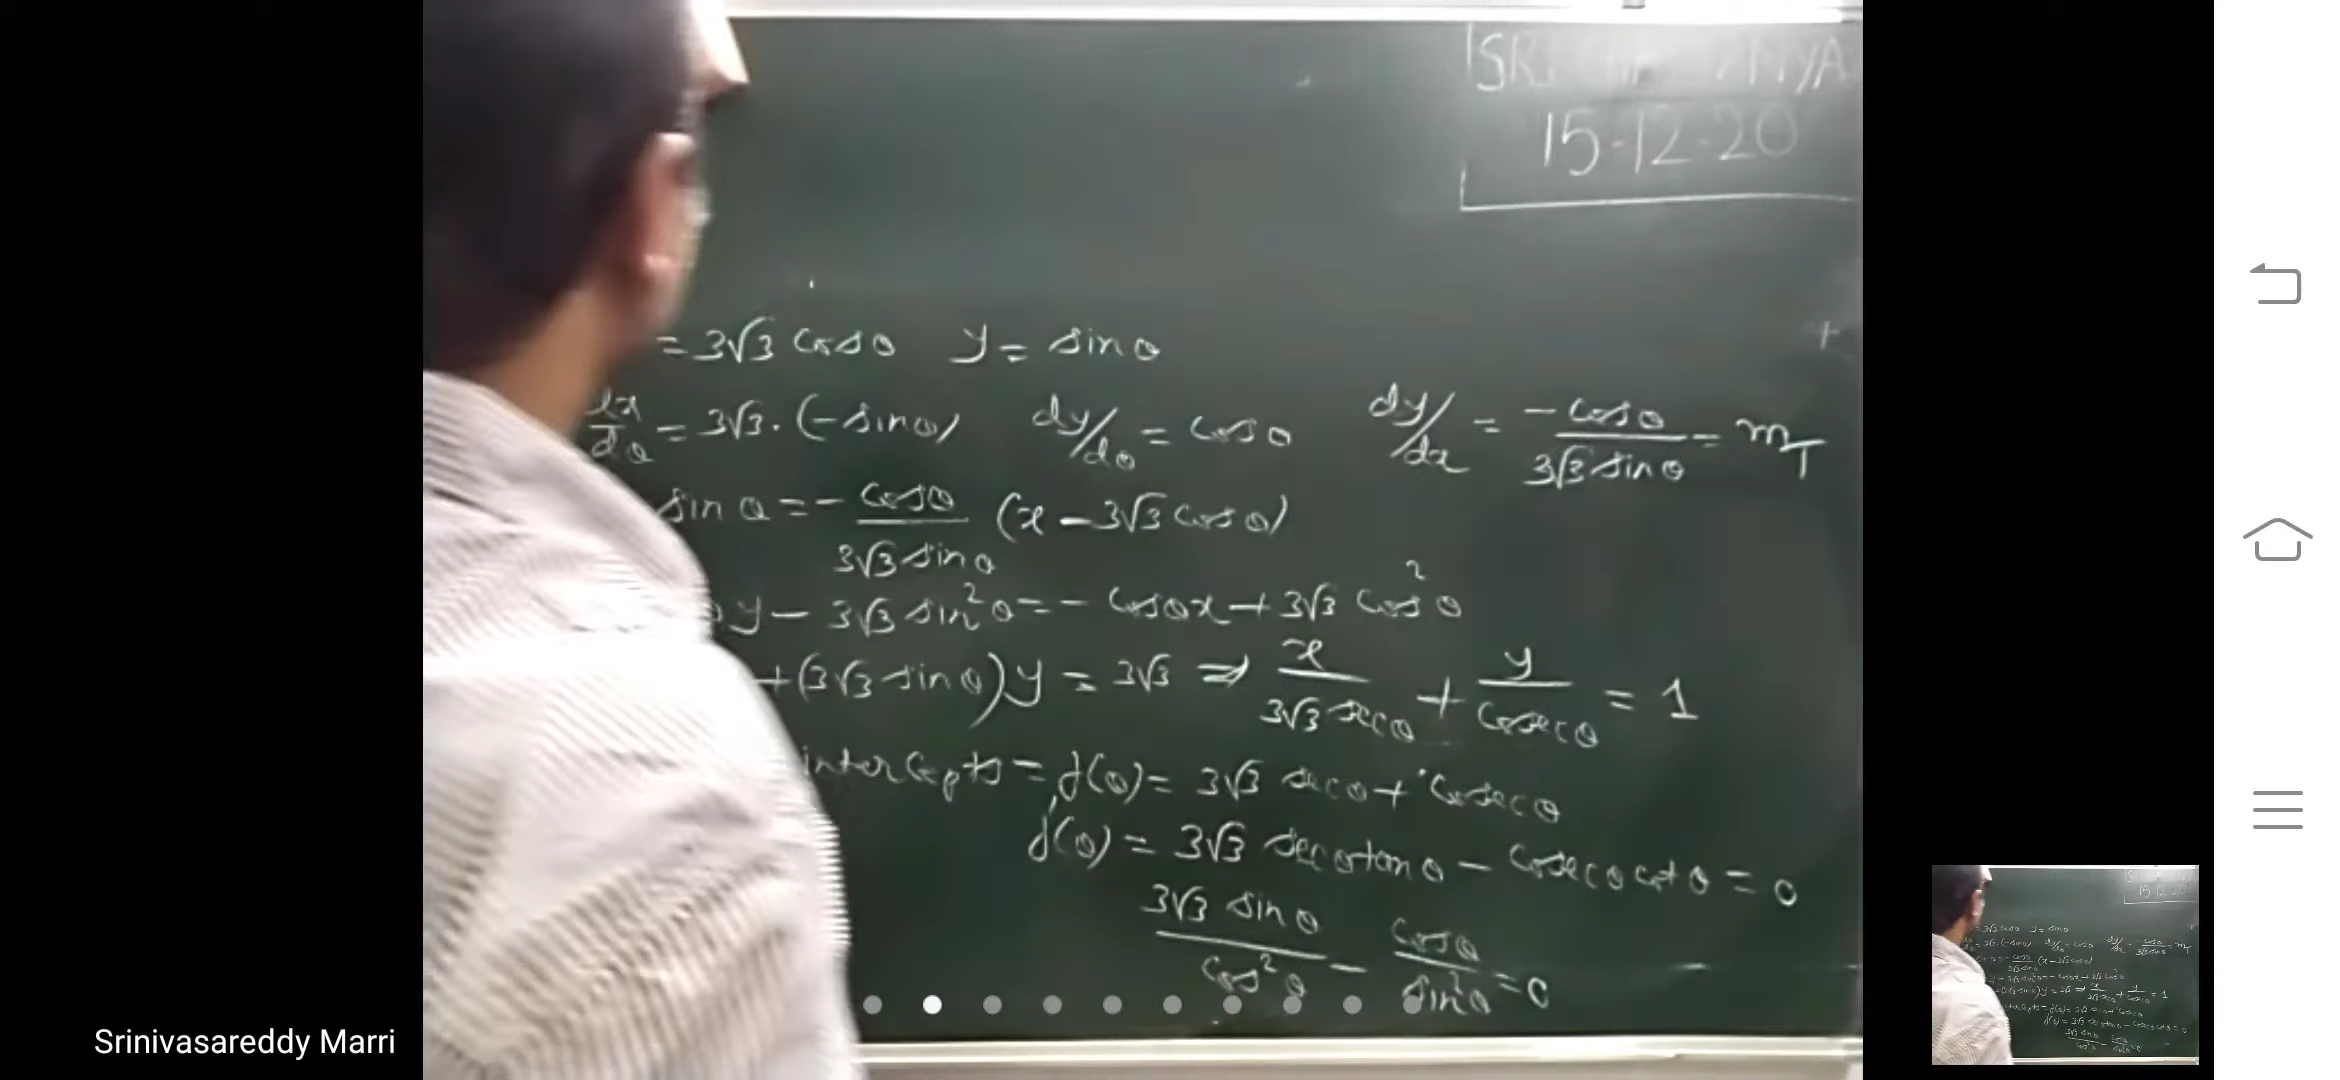 15-12-20
= 3√3 cosθ y = sinθ
dx/dθ = 3√3·(-sinθ) dy/dθ = cosθ dy/dx = -cosθ/3√3 sinθ = m_T
sinθ = - cosθ/3√3 sinθ (x - 3√3 cosθ)
y - 3√3 sin²θ = - cosθx + 3√3 cos²θ
+ (3√3 sinθ)y = 3√3 ⇒ x/3√3 secθ + y/cosecθ = 1
intercepts = f(θ) = 3√3 secθ + cosecθ
f'(θ) = 3√3 secθ tanθ - cosecθ cotθ = 0
3√3 sinθ/cos²θ - cosθ/sin²θ = 0
Srinivasareddy Marri